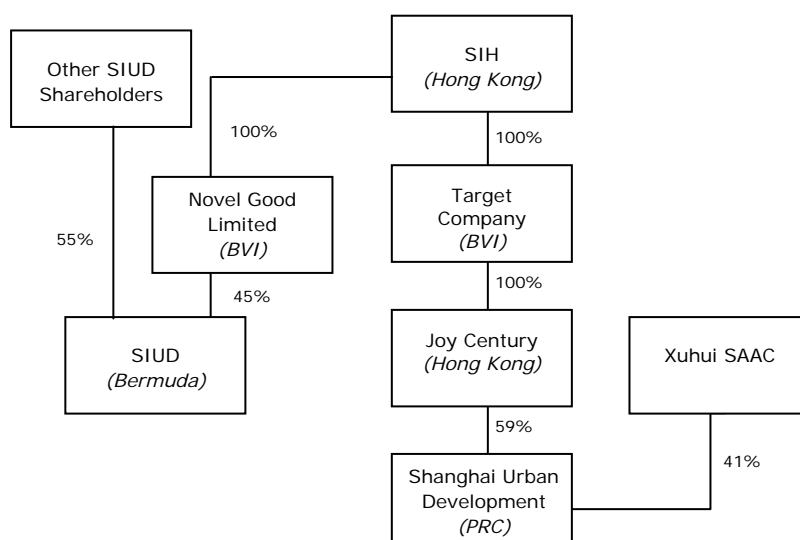 Other SIUD
Shareholders
SIH
(Hong Kong)
100%
100%
Novel Good
Limited
(BVI)
Target
Company
(BVI)
55%
45%
100%
SIUD
(Bermuda)
Joy Century
(Hong Kong)
Xuhui SAAC
59%
41%
Shanghai Urban
Development
(PRC)